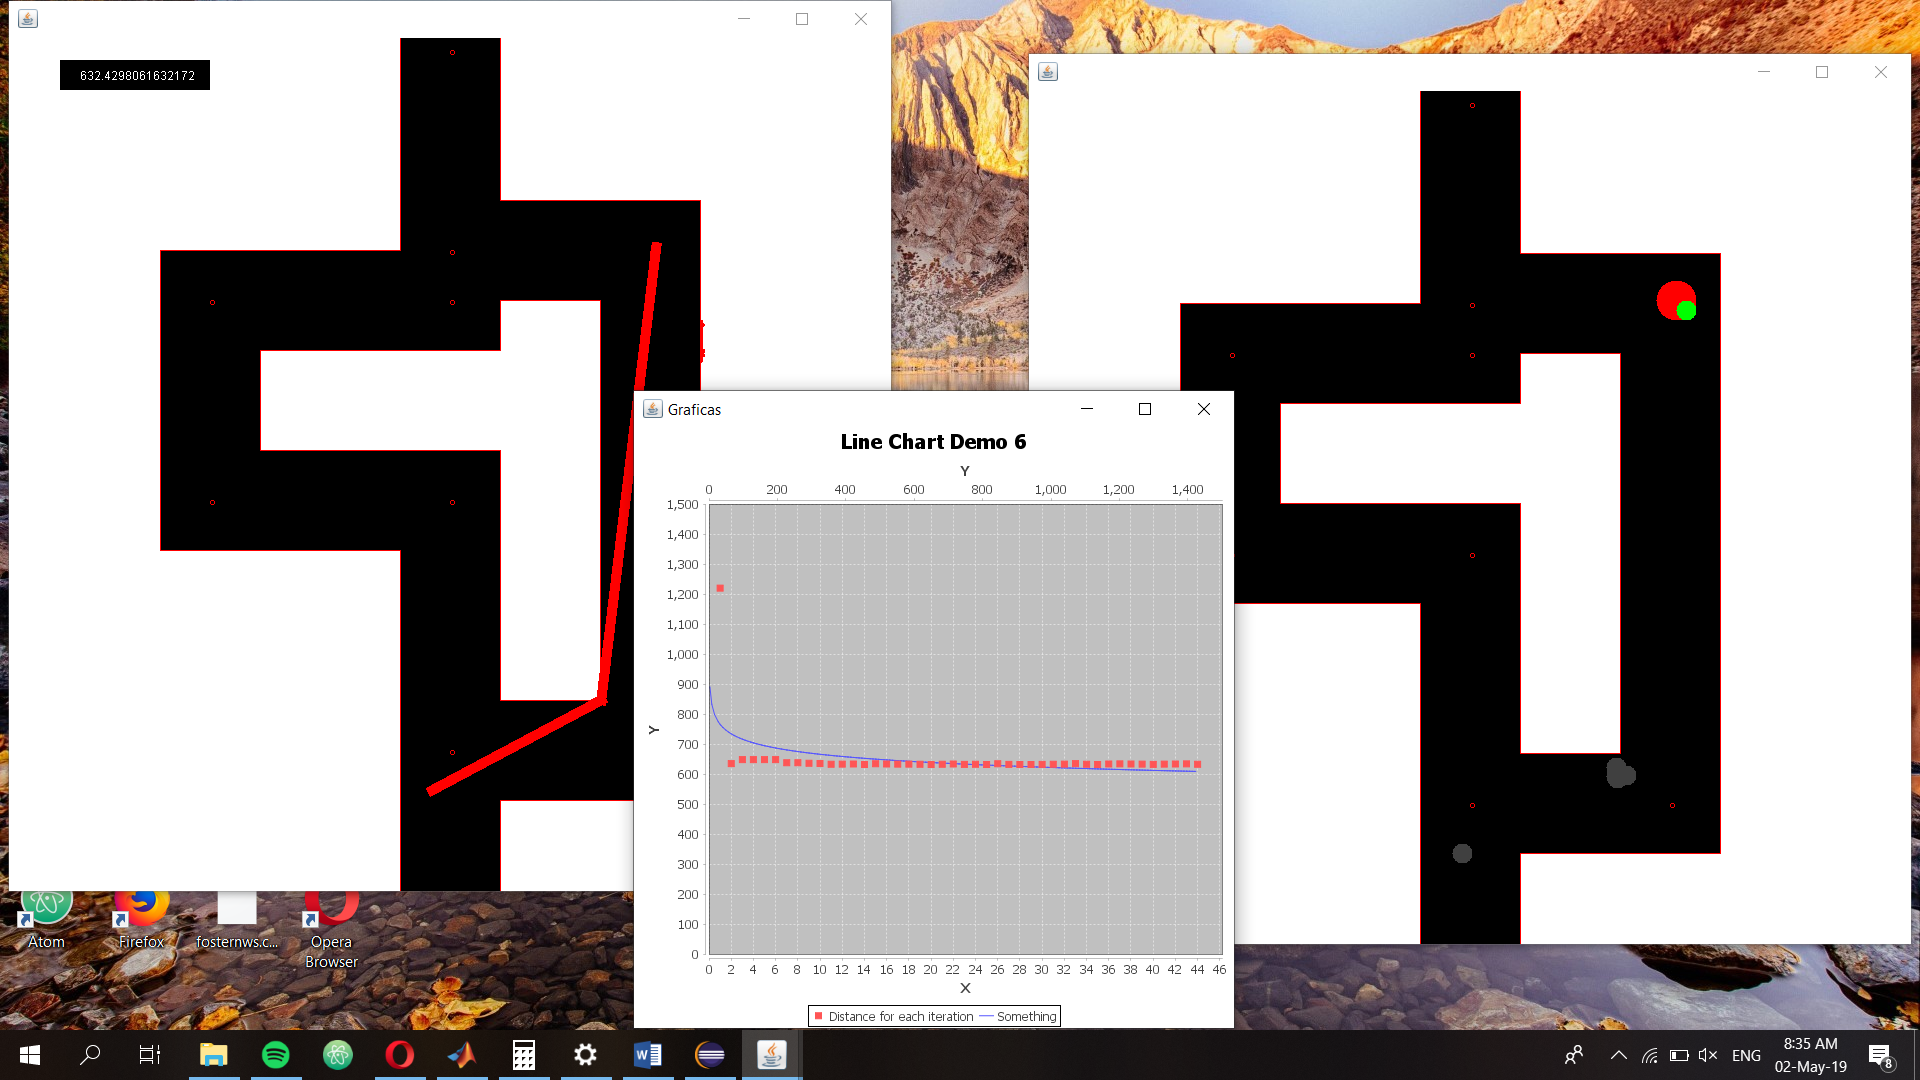 632.4298061632172
Graficas
Line Chart Demo 6
Y
0 200 400 600 800 1,000 1,200 1,400
1,500
1,400
1,300
1,200
1,100
1,000
900
800
700
600
500
400
300
200
100
0
Y
0 2 4 6 8 10 12 14 16 18 20 22 24 26 28 30 32 34 36 38 40 42 44 46
X
Distance for each iteration Something
Atom
Firefox
fosternws.c...
Opera
Browser
ENG
8:35 AM
02-May-19
8